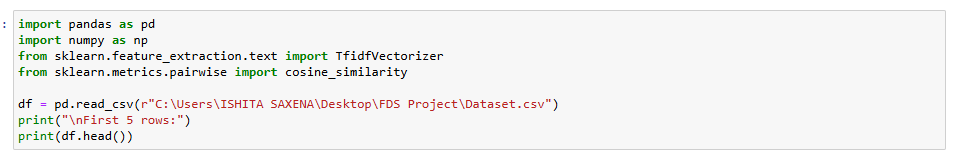 :
import pandas as pd
import numpy as np
from sklearn.feature_extraction.text import TfidfVectorizer
from sklearn.metrics.pairwise import cosine_similarity
df = pd.read_csv(r"C:\Users\ISHITA SAXENA\Desktop\FDS Project\Dataset.csv")
print("\nFirst 5 rows:")
print(df.head())